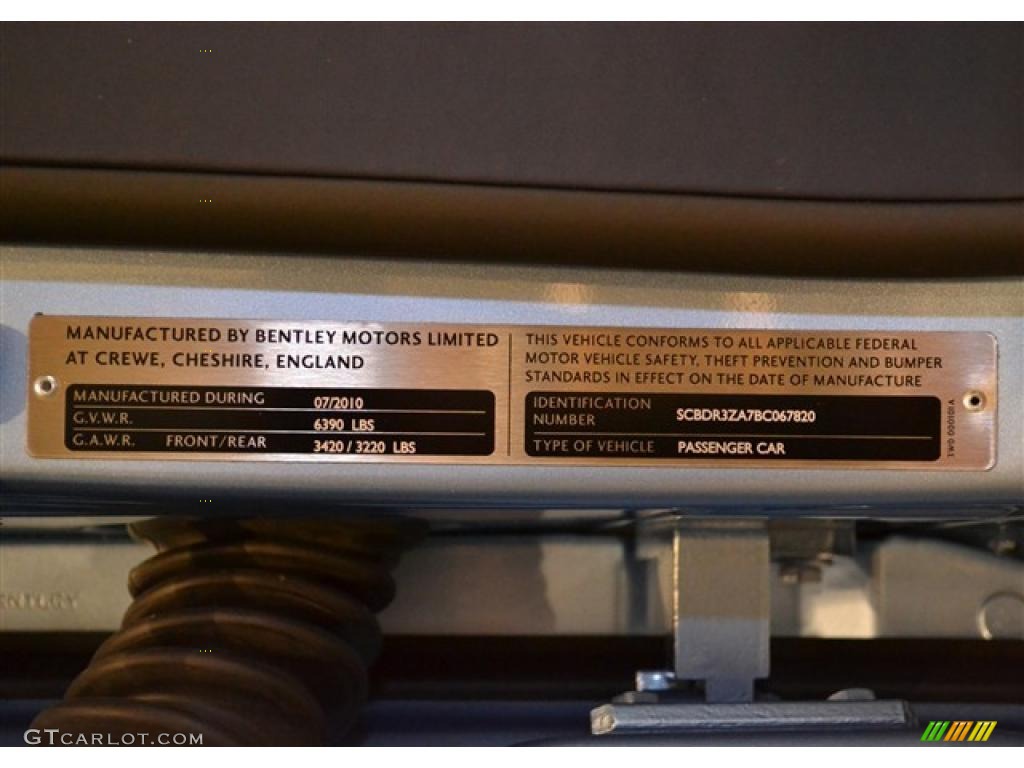 MANUFACTURED BY BENTLEY MOTORS LIMITED
AT CREWE, CHESHIRE, ENGLAND
MANUFACTURED DURING 07/2010
G.V.W.R. 6390 LBS
G.A.W.R. FRONT/REAR 3420 / 3220 LBS
THIS VEHICLE CONFORMS TO ALL APPLICABLE FEDERAL
MOTOR VEHICLE SAFETY, THEFT PREVENTION AND BUMPER
STANDARDS IN EFFECT ON THE DATE OF MANUFACTURE
IDENTIFICATION
NUMBER SCBDR3ZA7BC067820
TYPE OF VEHICLE PASSENGER CAR
GTCARLOT.COM